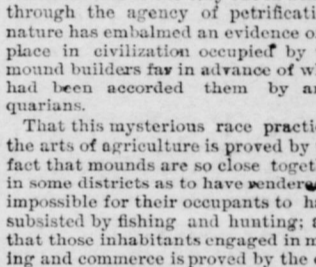 through the agency of petrificati
nature has embalmed an evidence o
place in civilization occupied by
mound builders far in advance of w
had been accorded them by a
quarians.
That this mysterious race practi
the arts of agriculture is proved by
fact that mounds are so close toget
in some districts as to have rendere
impossible for their occupants to h
subsisted by fishing and hunting;
that those inhabitants engaged in m
ing and commerce is proved by the